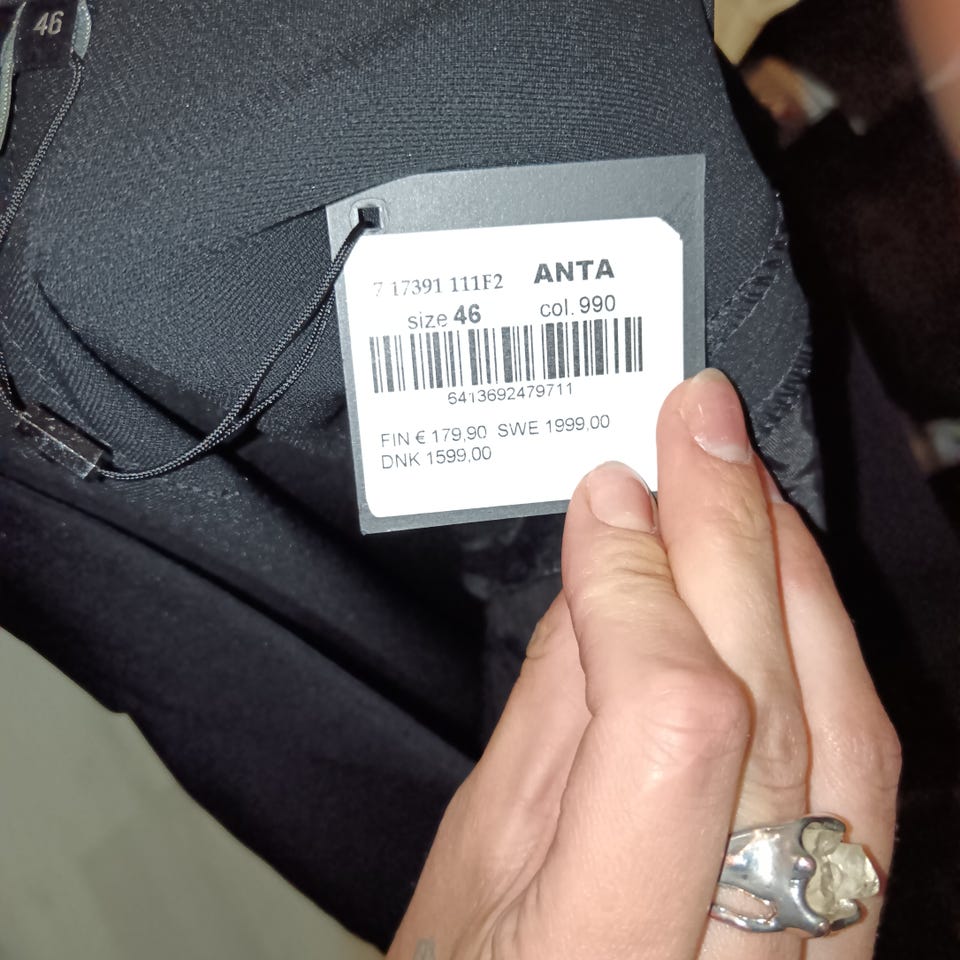 46
7 17391 111F2 ANTA
size 46 col. 990
6413692479711
FIN € 179,90 SWE 1999,00
DNK 1599,00